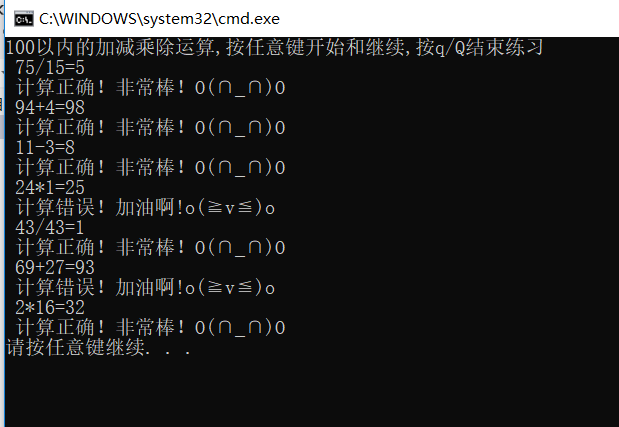 C:\WINDOWS\system32\cmd.exe
100以内的加减乘除运算,按任意键开始和继续,按q/Q结束练习
75/15=5
计算正确！非常棒！O(∩_∩)O
94+4=98
计算正确！非常棒！O(∩_∩)O
11-3=8
计算正确！非常棒！O(∩_∩)O
24*1=25
计算错误！加油啊!o(≧v≦)o
43/43=1
计算正确！非常棒！O(∩_∩)O
69+27=93
计算错误！加油啊!o(≧v≦)o
2*16=32
计算正确！非常棒！O(∩_∩)O
请按任意键继续. . .